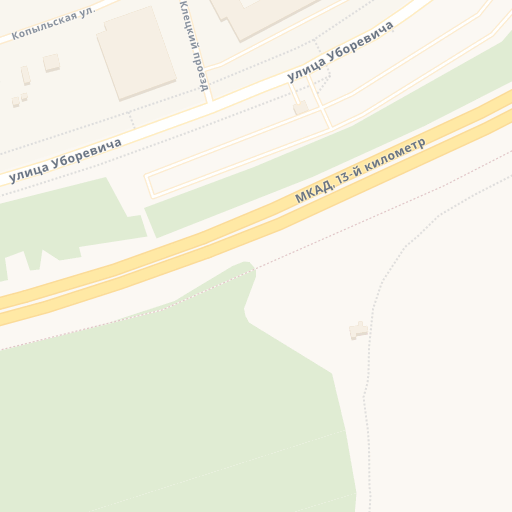 Копыльская ул.
Клецкий проезд
улица Уборевича
улица Уборевича
МКАД, 13-й километр